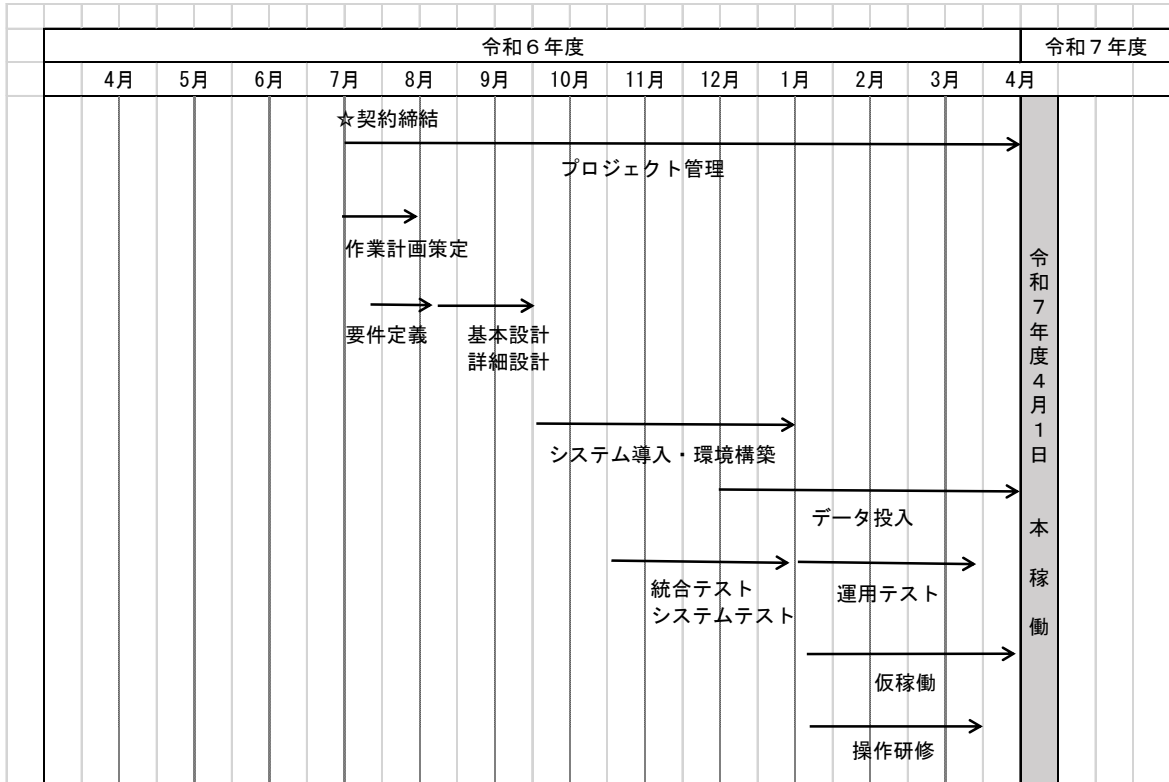 令和６年度
令和７年度
4月 5月 6月 7月 8月 9月 10月 11月 12月 1月 2月 3月 4月
☆契約締結
プロジェクト管理
作業計画策定
要件定義
基本設計
詳細設計
システム導入・環境構築
データ投入
統合テスト
システムテスト
運用テスト
仮稼働
操作研修
令和７年度４月１日　本稼働